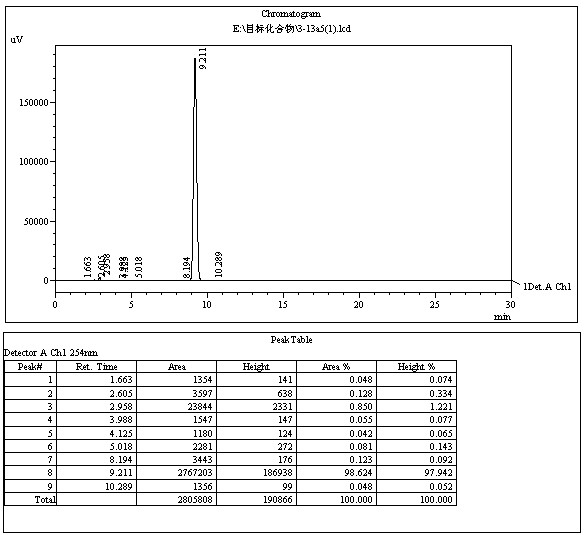 Chromatogram
E:\目标化合物\3-13a5(1).lcd
uV
9.211
150000
100000
50000
0
1.663
2.605
2.958
3.988
4.125
5.018
8.194
10.289
1Det.A Ch1
0 5 10 15 20 25 30
min
Peak Table
Detector A Ch1 254nm
Peak# Ret. Time Area Height Area % Height %
1 1.663 1354 141 0.048 0.074
2 2.605 3597 638 0.128 0.334
3 2.958 23844 2331 0.850 1.221
4 3.988 1547 147 0.055 0.077
5 4.125 1180 124 0.042 0.065
6 5.018 2281 272 0.081 0.143
7 8.194 3443 176 0.123 0.092
8 9.211 2767203 186938 98.624 97.942
9 10.289 1356 99 0.048 0.052
Total 2805808 190866 100.000 100.000